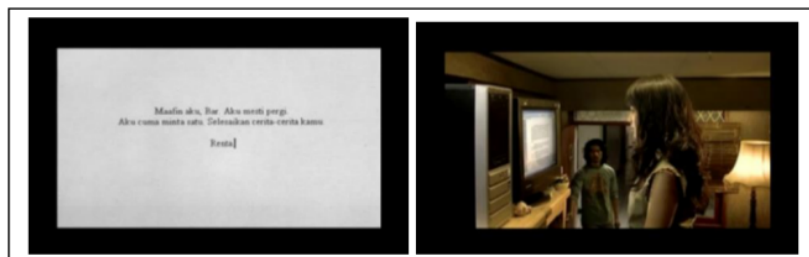 Maafin aku, Bar. Aku mesti pergi.
Aku cuma minta satu. Selesaikan cerita-cerita kamu.
Renta